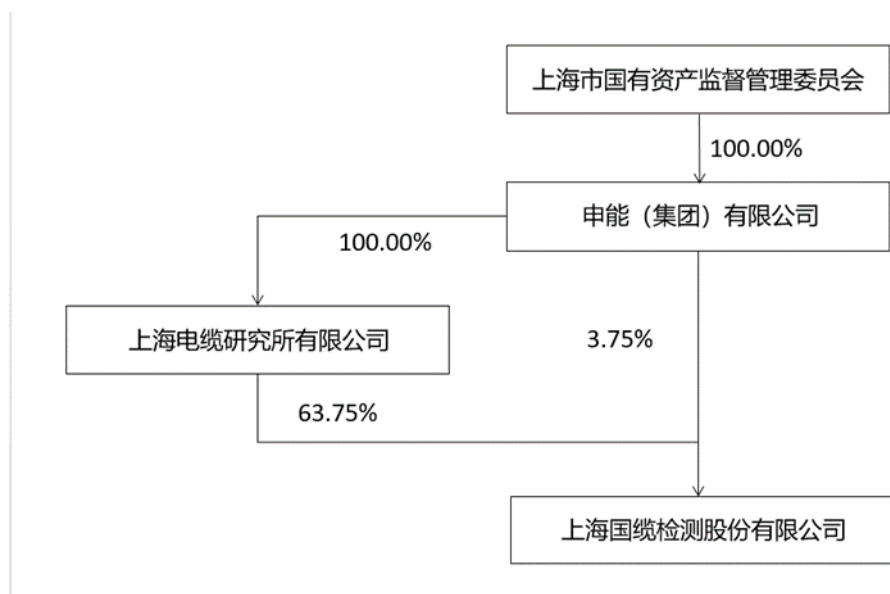 上海市国有资产监督管理委员会
100.00%
申能（集团）有限公司
100.00%
上海电缆研究所有限公司
3.75%
63.75%
上海国缆检测股份有限公司